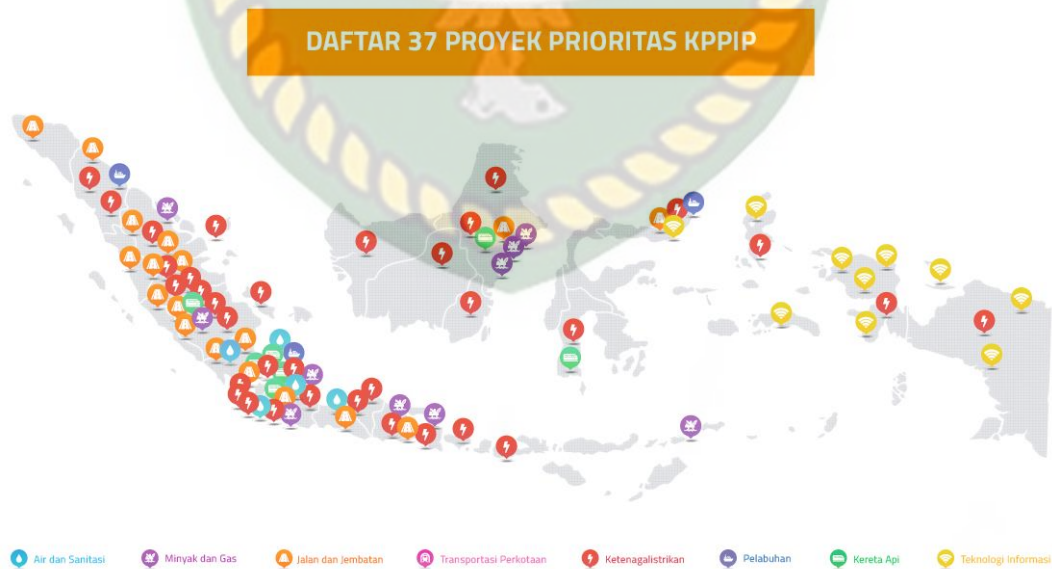 DAFTAR 37 PROYEK PRIORITAS KPPIP
Air dan Sanitasi
Minyak dan Gas
Jalan dan Jembatan
Transportasi Perkotaan
Ketenagalistrikan
Pelabuhan
Kereta Api
Teknologi Informasi